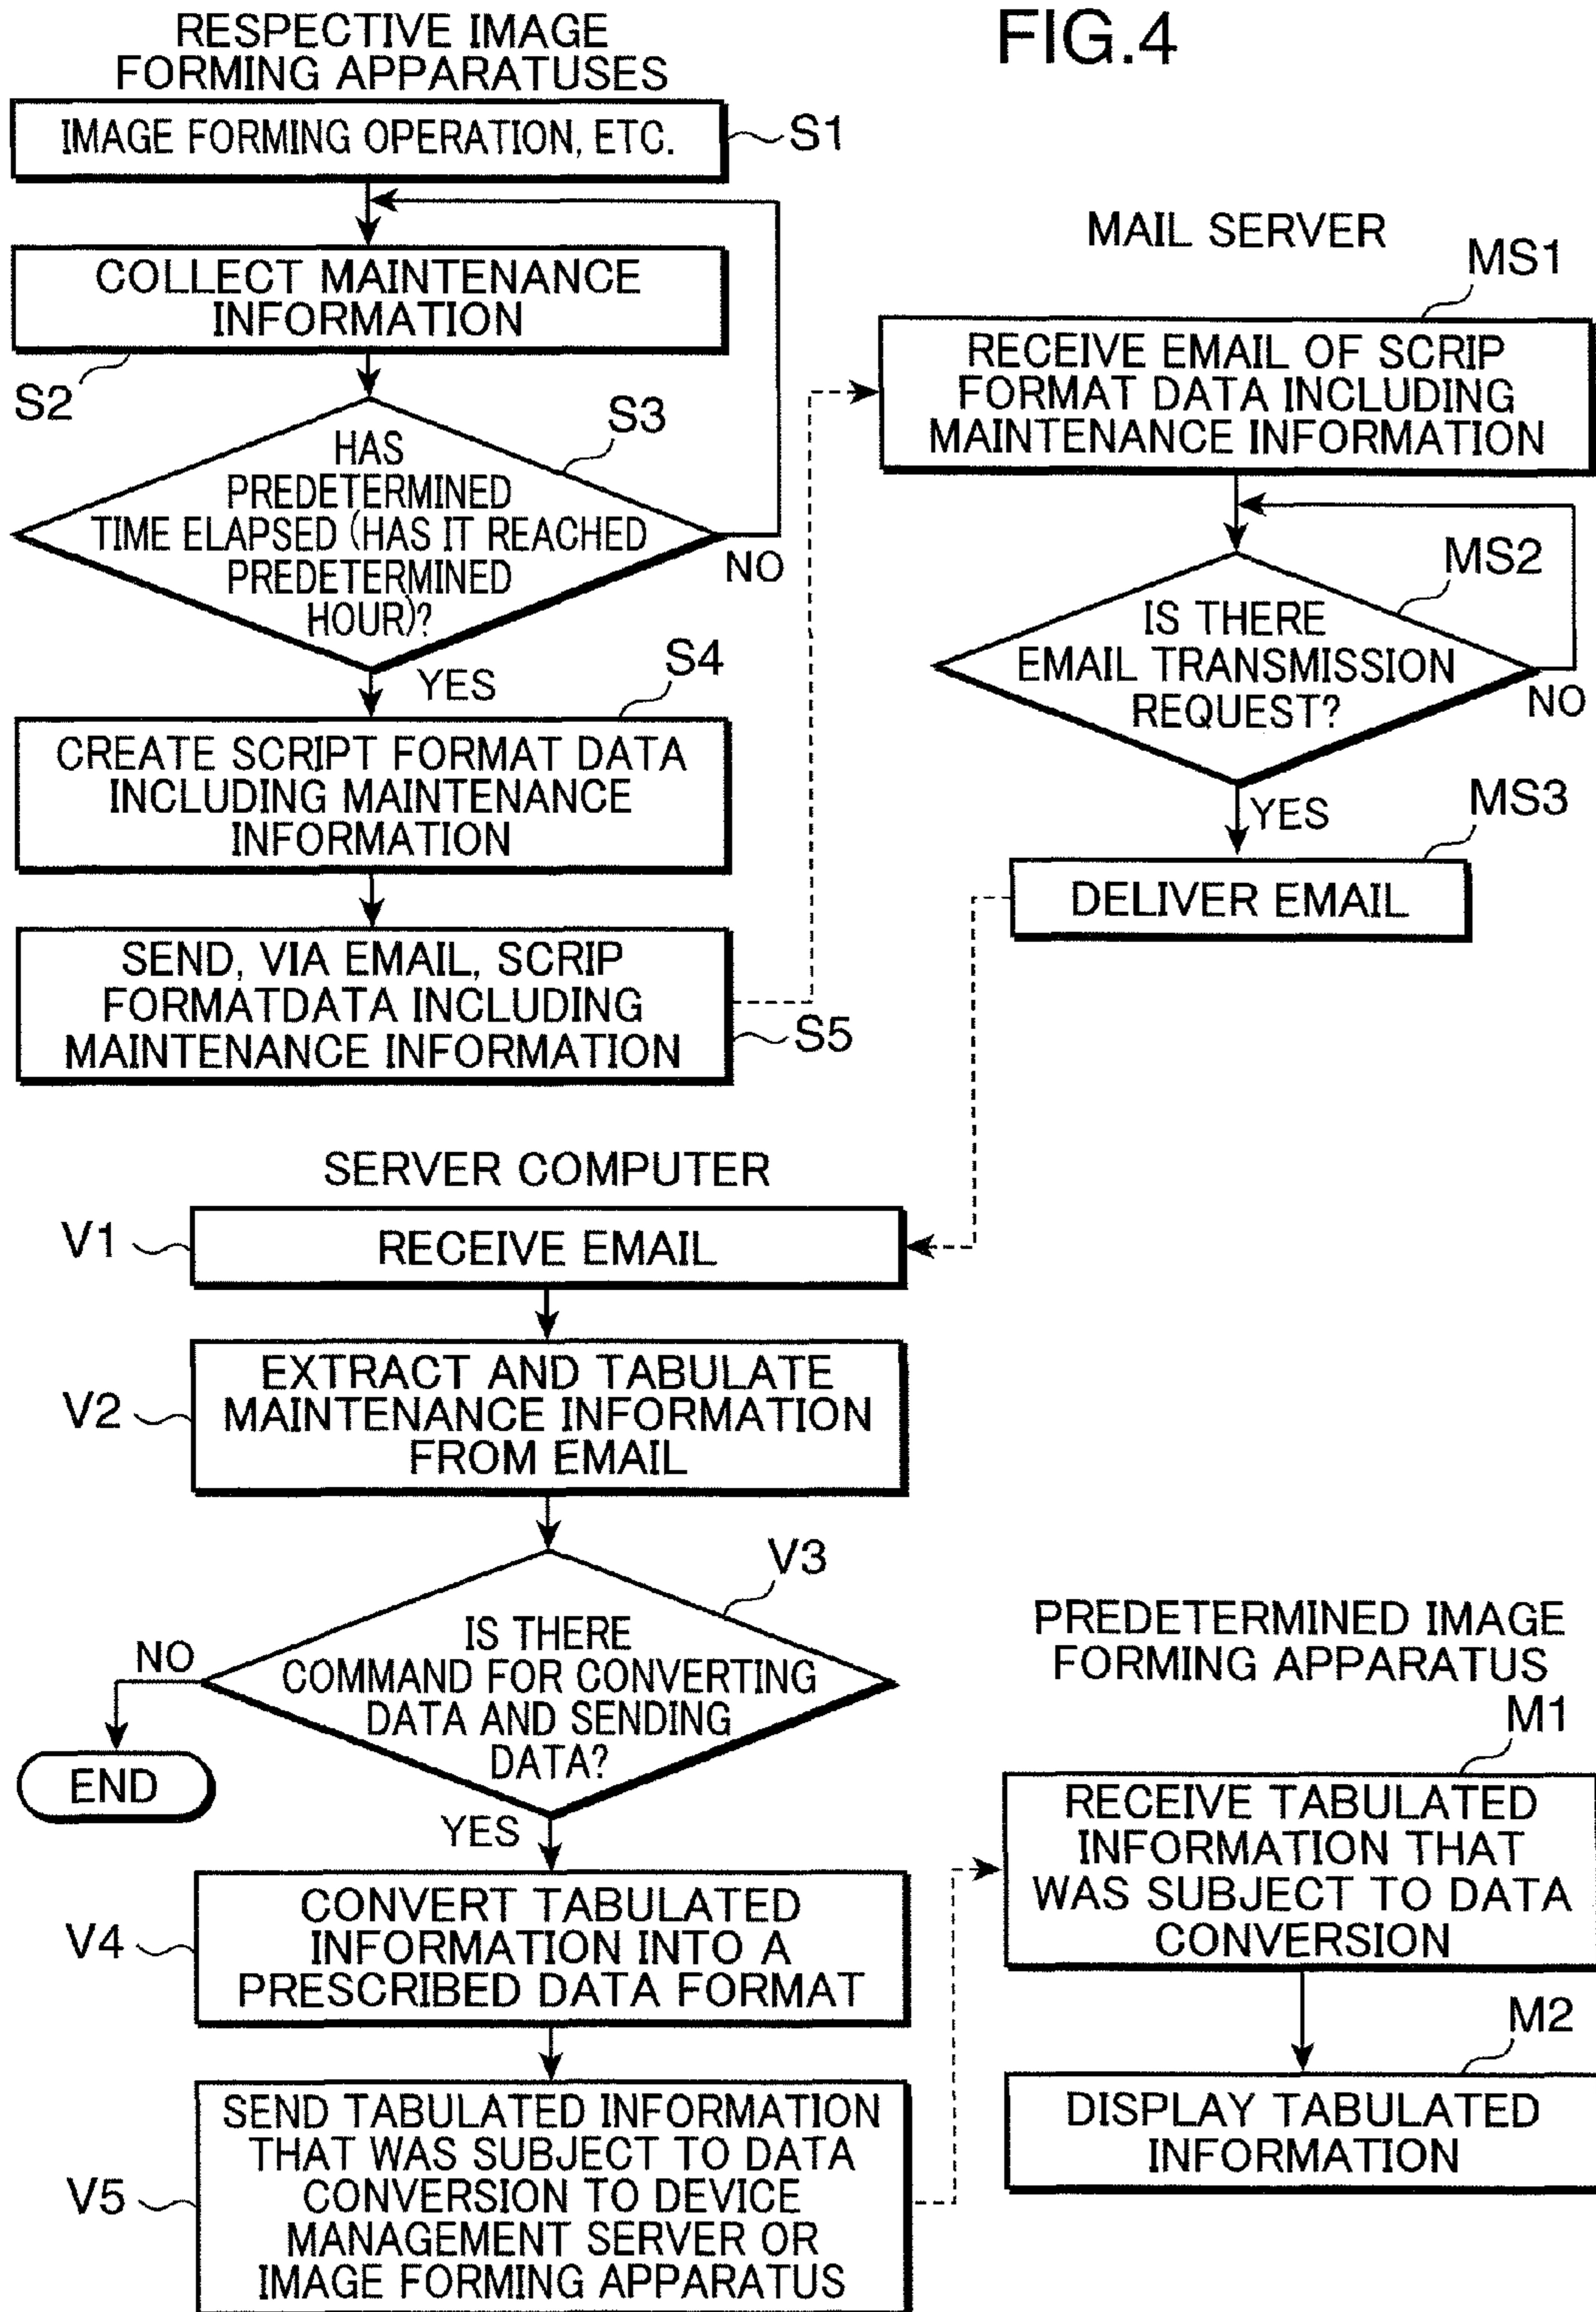 FIG.4
RESPECTIVE IMAGE
FORMING APPARATUSES
IMAGE FORMING OPERATION, ETC.
S1
COLLECT MAINTENANCE
INFORMATION
S2
S3
HAS
PREDETERMINED
TIME ELAPSED (HAS IT REACHED
PREDETERMINED
HOUR)?
NO
YES
S4
CREATE SCRIPT FORMAT DATA
INCLUDING MAINTENANCE
INFORMATION
SEND, VIA EMAIL, SCRIP
FORMATDATA INCLUDING
MAINTENANCE INFORMATION
S5
MAIL SERVER
MS1
RECEIVE EMAIL OF SCRIP
FORMAT DATA INCLUDING
MAINTENANCE INFORMATION
MS2
IS THERE
EMAIL TRANSMISSION
REQUEST?
NO
YES
MS3
DELIVER EMAIL
SERVER COMPUTER
V1
RECEIVE EMAIL
V2
EXTRACT AND TABULATE
MAINTENANCE INFORMATION
FROM EMAIL
V3
IS THERE
COMMAND FOR CONVERTING
DATA AND SENDING
DATA?
NO
END
YES
V4
CONVERT TABULATED
INFORMATION INTO A
PRESCRIBED DATA FORMAT
V5
SEND TABULATED INFORMATION
THAT WAS SUBJECT TO DATA
CONVERSION TO DEVICE
MANAGEMENT SERVER OR
IMAGE FORMING APPARATUS
PREDETERMINED IMAGE
FORMING APPARATUS
M1
RECEIVE TABULATED
INFORMATION THAT
WAS SUBJECT TO DATA
CONVERSION
M2
DISPLAY TABULATED
INFORMATION